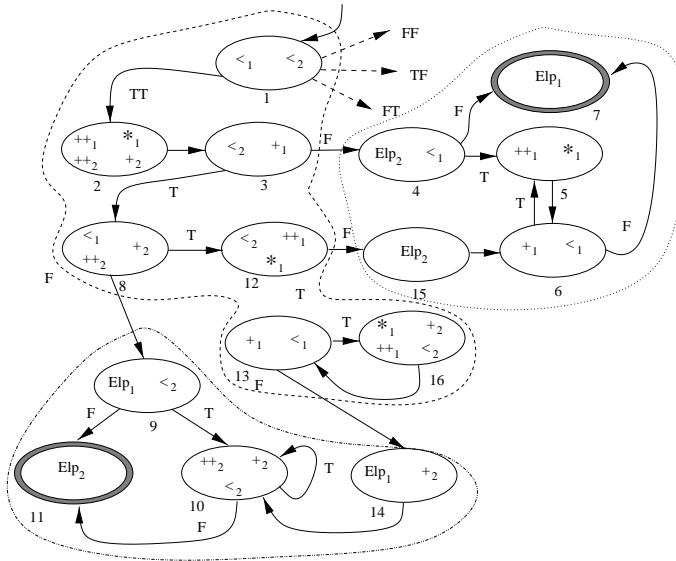 FF
<1 <2
TF
TT
1
FT
Elp1
7
++1 *1
++2 +2
2
<2 +1
3
F
Elp2 <1
4
F
T
++1 *1
5
T
T
<1 +2
++2
8
T
<2 ++1
*1
12
F
Elp2
15
+1 <1
6
F
F
T
+1 <1
13
T
*1 +2
++1 <2
16
F
Elp1 <2
9
F
T
Elp2
11
++2 +2
<2
10
T
F
Elp1 +2
14